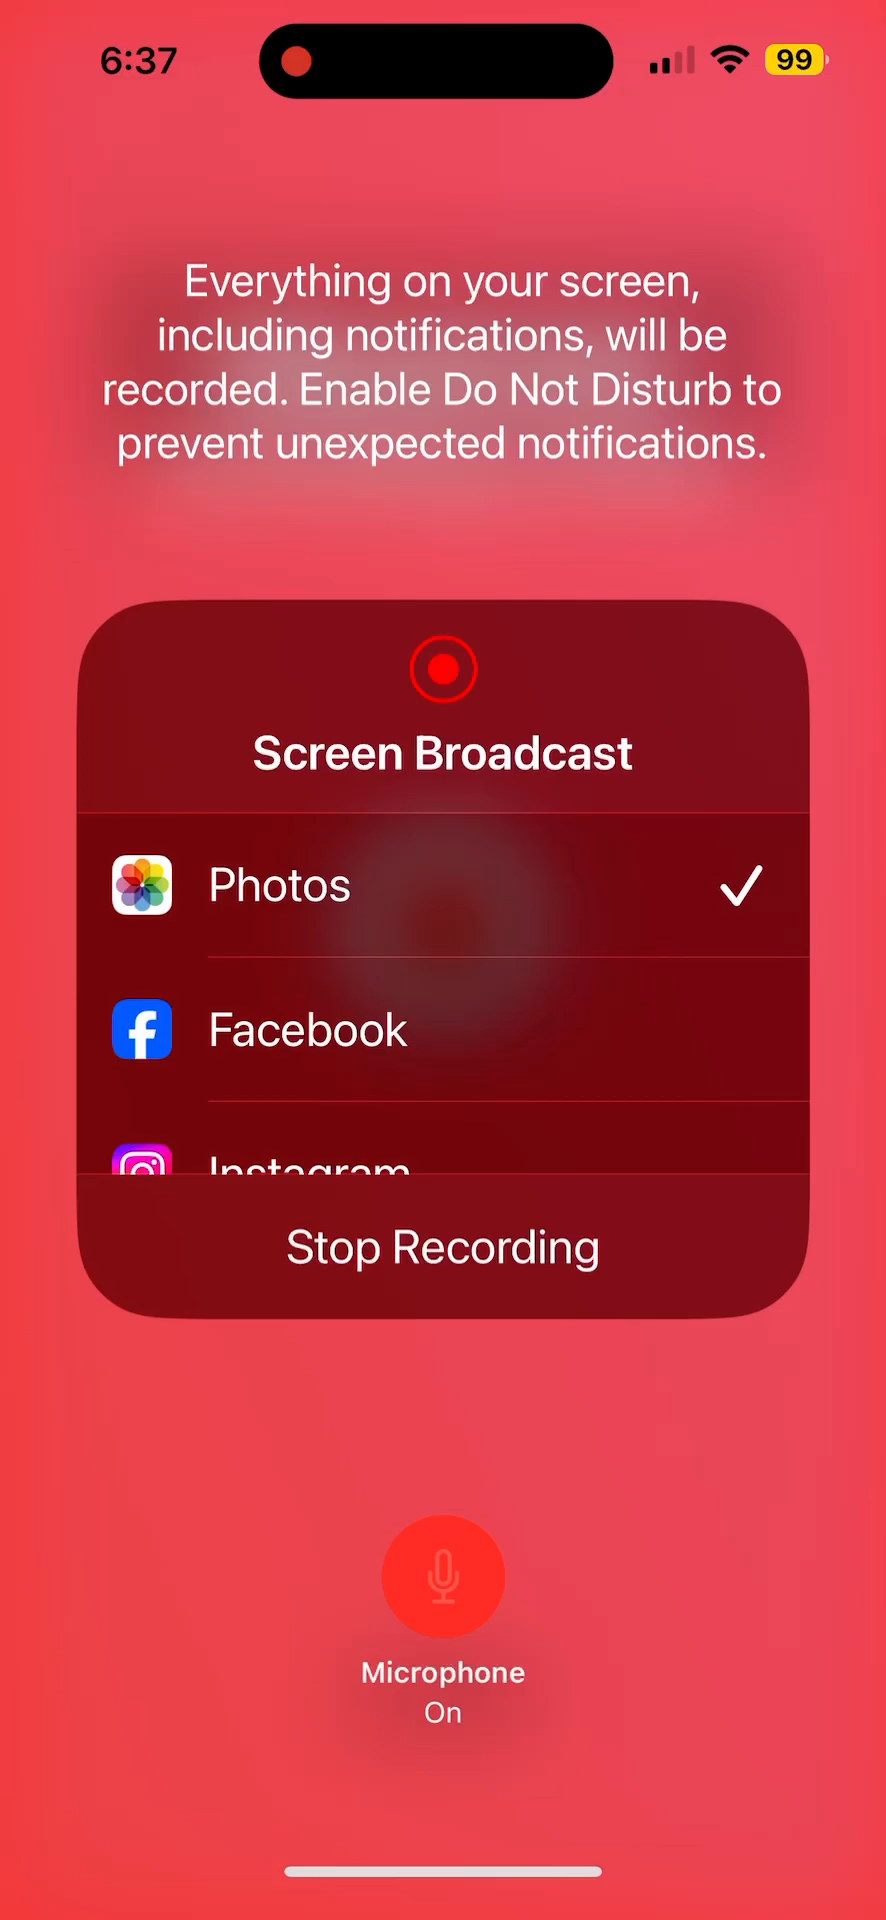 6:37
99
Everything on your screen,
including notifications, will be
recorded. Enable Do Not Disturb to
prevent unexpected notifications.
Screen Broadcast
Photos
Facebook
Instagram
Stop Recording
Microphone
On